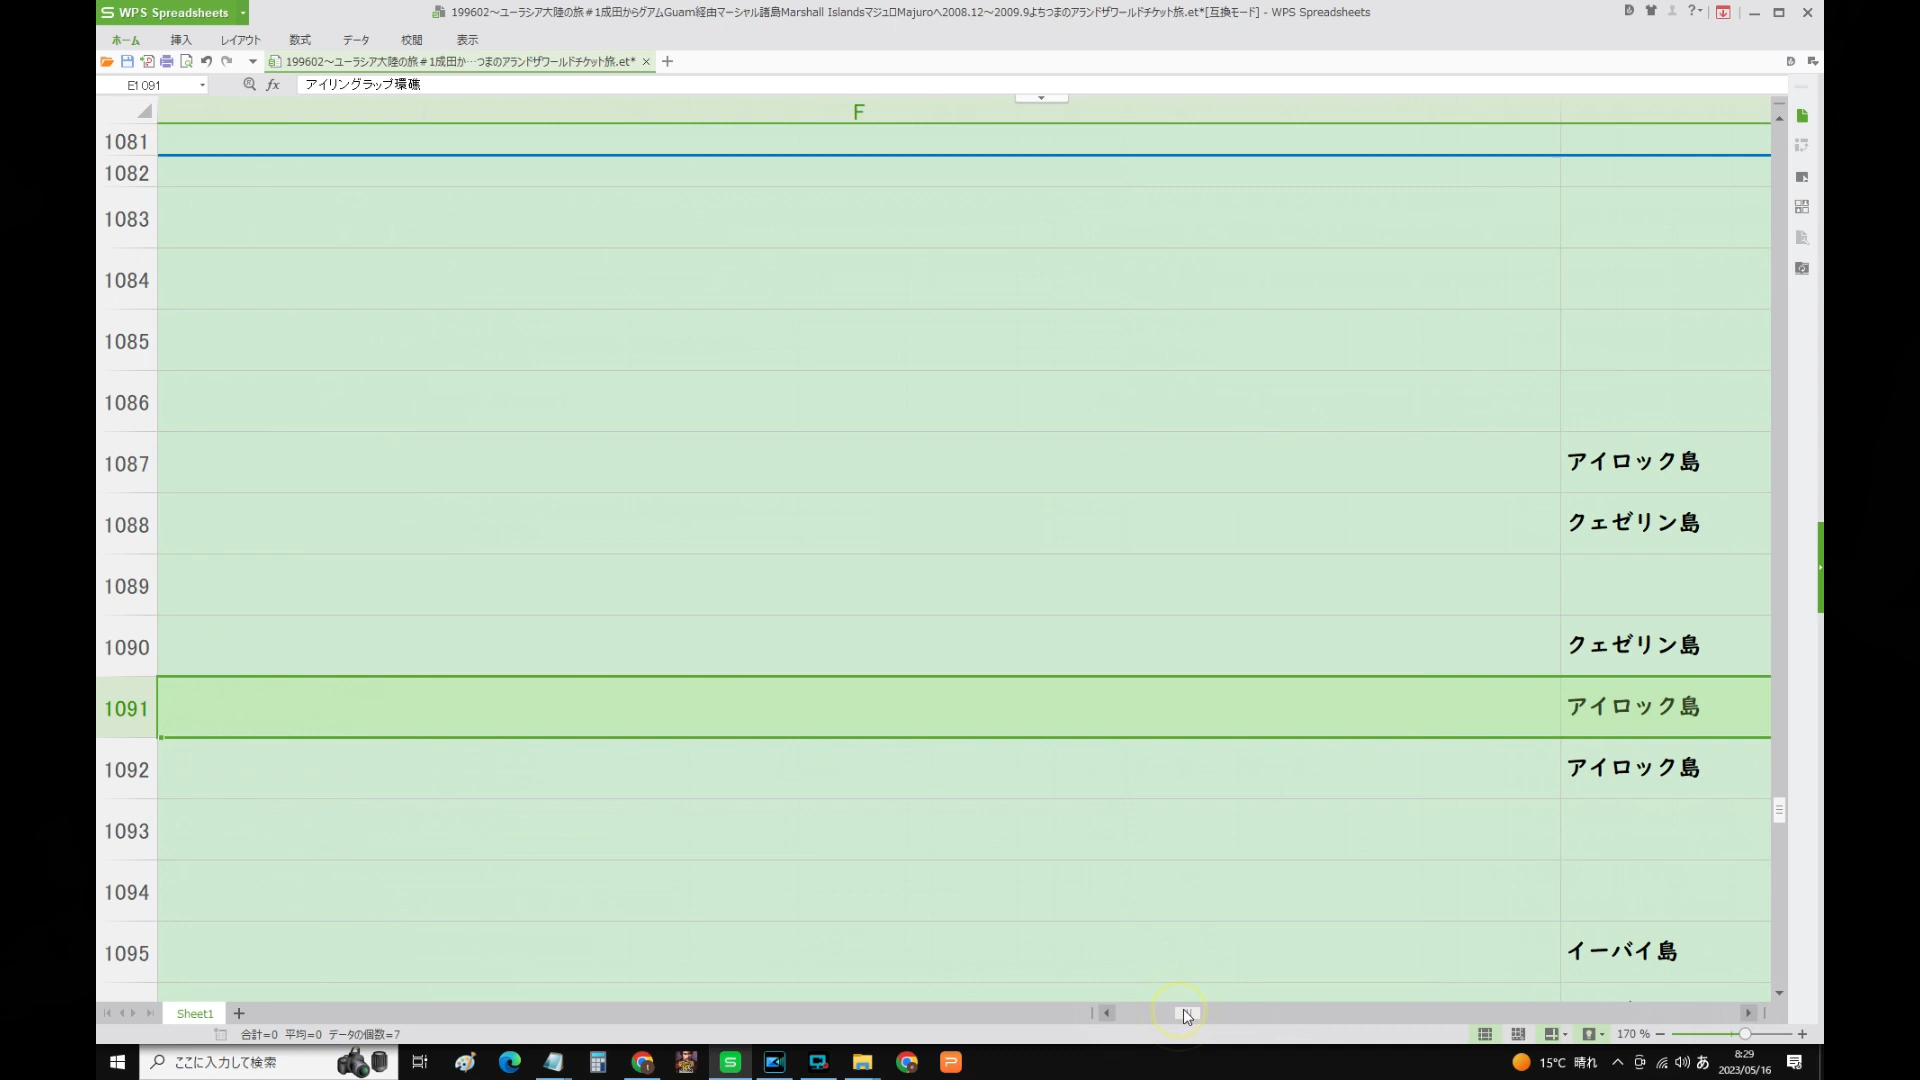 WPS Spreadsheets
199602～ユーラシア大陸の旅＃1成田からゲアムGuam経由マーシャル諸島Marshall IslandsマジュロMajuroへ2008.12～2009.9よちつまのアランドザワールドチケット旅.et*[互換モード] - WPS Spreadsheets
ホーム 挿入 レイアウト 数式 データ 校閲 表示
199602～ユーラシア大陸の旅＃1成田か…つまのアランドザワールドチケット旅.et*
E1091 fx アイリングラップ環礁
F
1081
1082
1083
1084
1085
1086
1087 アイロック島
1088 クェゼリン島
1089
1090 クェゼリン島
1091 アイロック島
1092 アイロック島
1093
1094
1095 イーバイ島
Sheet1
合計=0 平均=0 データの個数=7
170 %
ここに入力して検索
15°C 晴れ
あ
8:29
2023/05/16